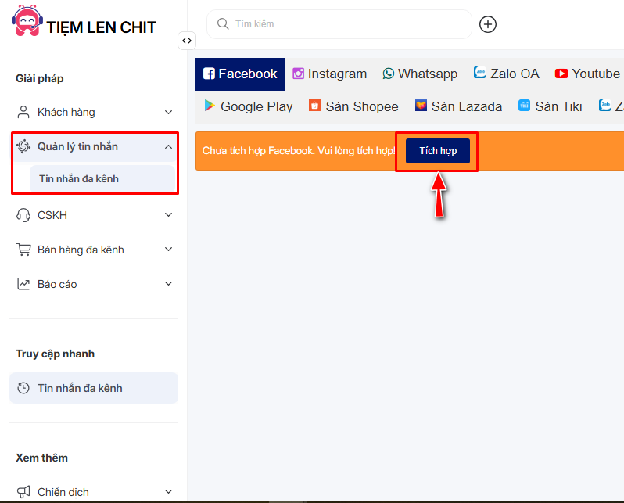 TIỆM LEN CHIT
Tìm kiếm
Giải pháp
Khách hàng
Quản lý tin nhắn
Tin nhắn đa kênh
CSKH
Bán hàng đa kênh
Báo cáo
Truy cập nhanh
Tin nhắn đa kênh
Xem thêm
Chiến dịch
Facebook Instagram Whatsapp Zalo OA Youtube
Google Play Sàn Shopee Sàn Lazada Sàn Tiki Z
Chưa tích hợp Facebook. Vui lòng tích hợp! Tích hợp